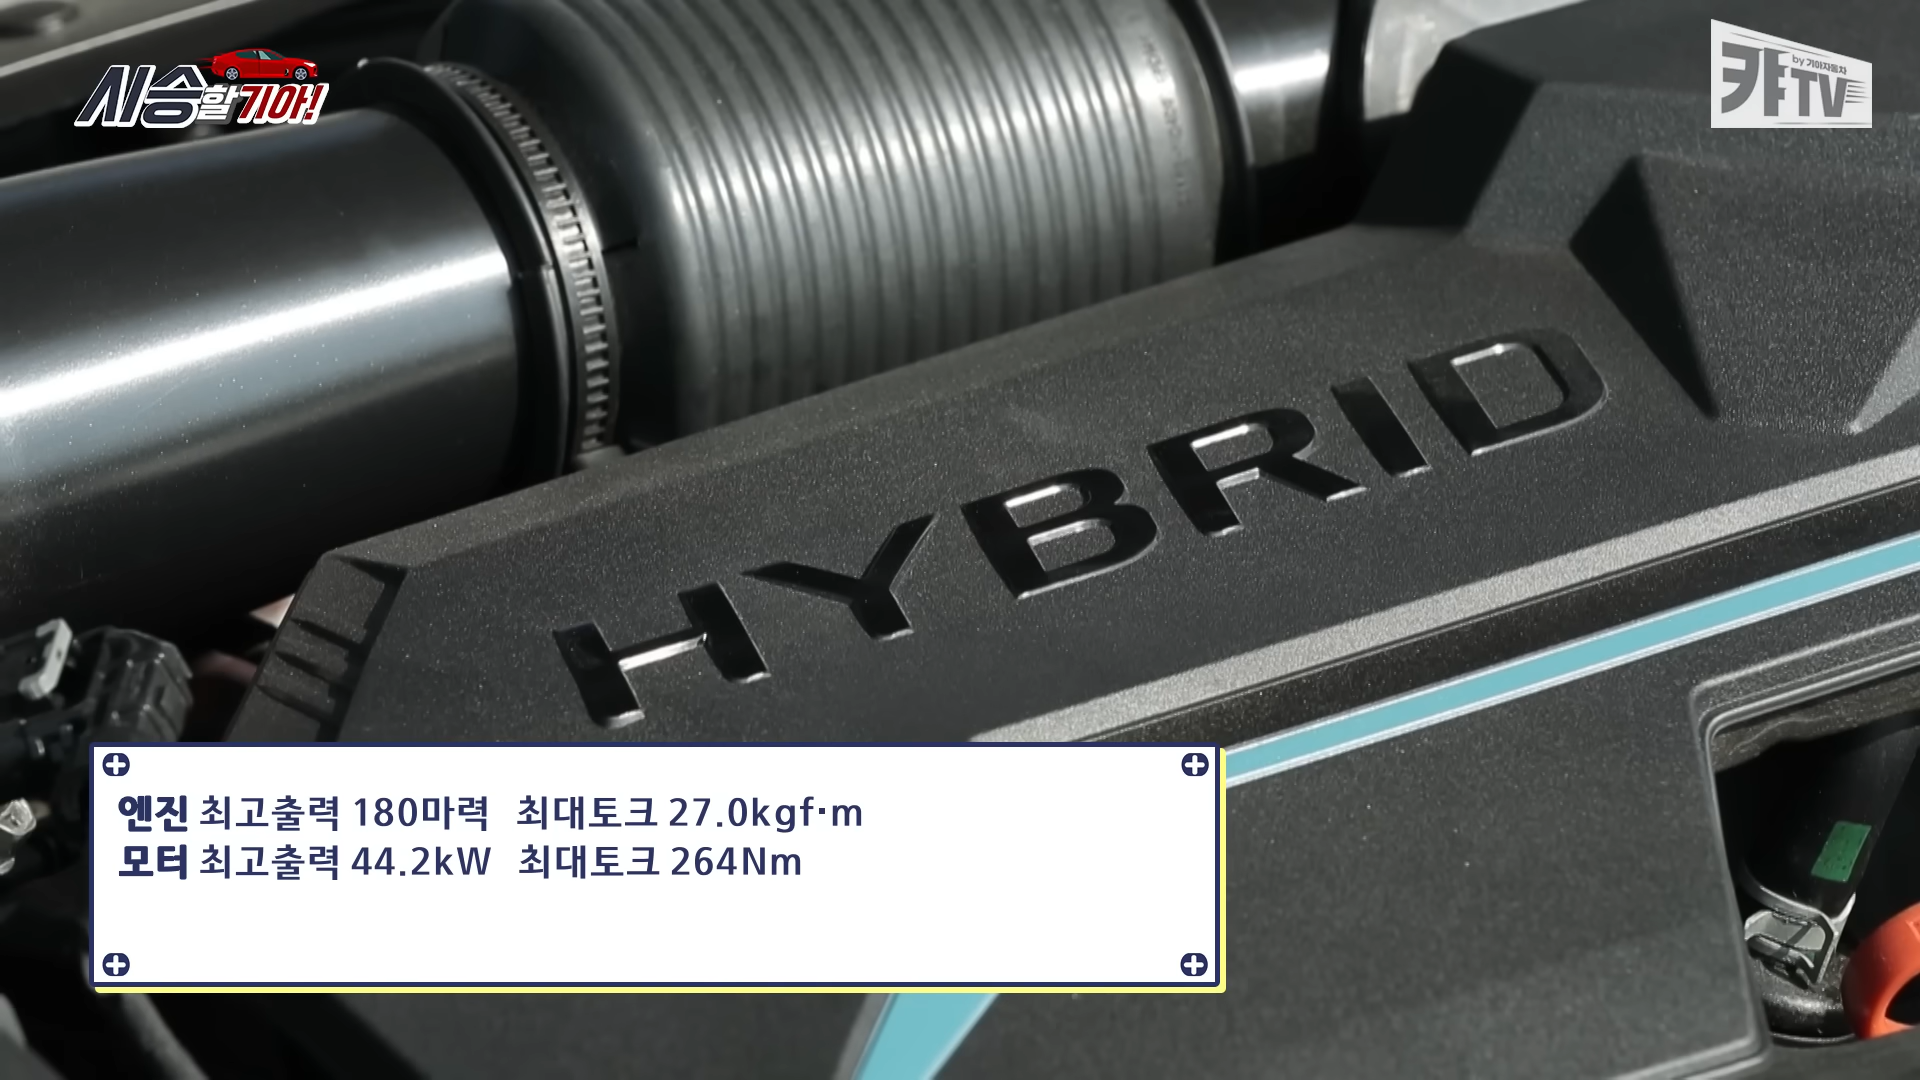 시승할기아!
by 기아자동차
캬TV
HYBRID
엔진 최고출력 180마력 최대토크 27.0kgf·m
모터 최고출력 44.2kW 최대토크 264Nm